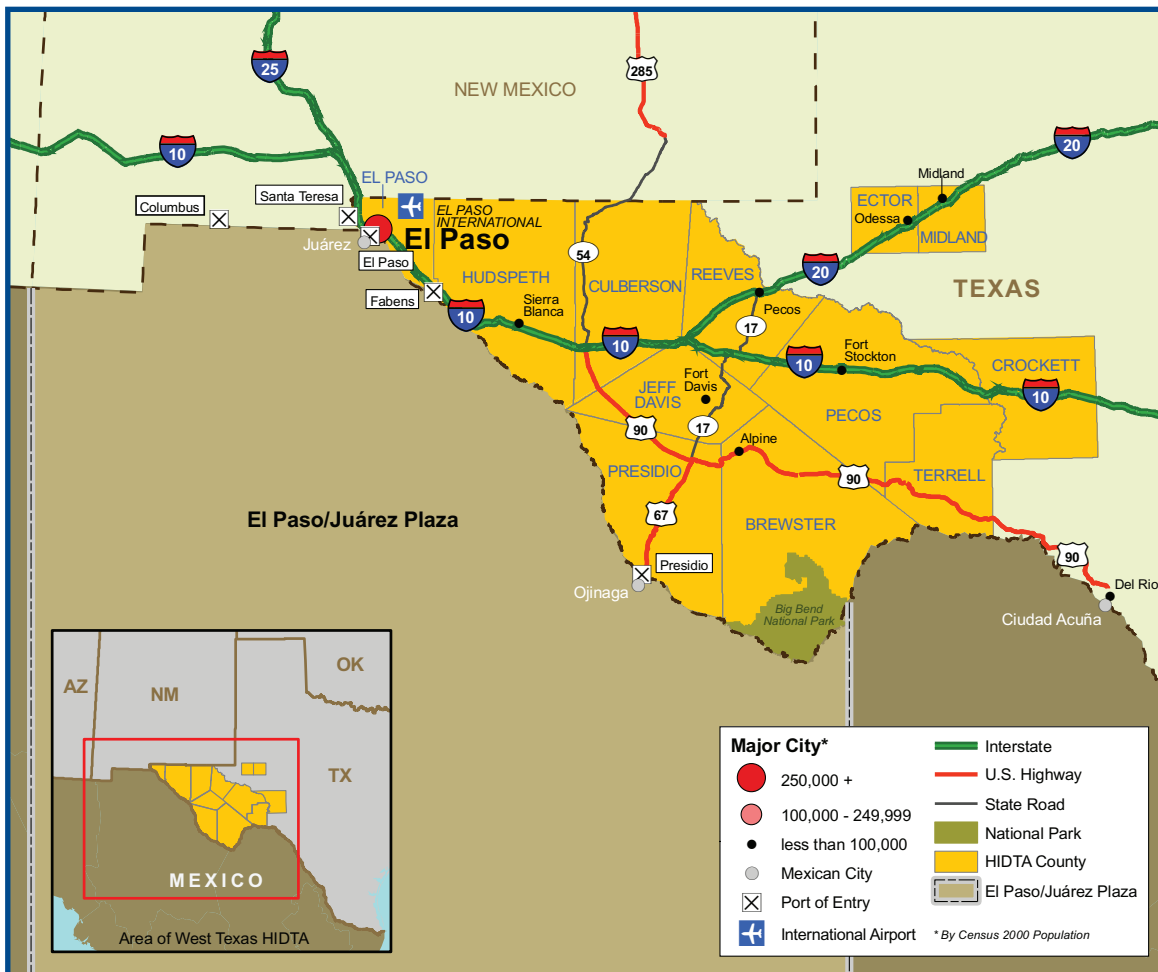 25
285
NEW MEXICO
10
20
Midland
EL PASO
Santa Teresa
Columbus
ECTOR
Odessa
MIDLAND
EL PASO
INTERNATIONAL
El Paso
Juárez
El Paso
54
HUDSPETH
CULBERSON
REEVES
20
TEXAS
Fabens
Pecos
10
Sierra
Blanca
17
10
Fort
Stockton
10
CROCKETT
10
Fort
Davis
JEFF
DAVIS
PECOS
90
17
Alpine
PRESIDIO
90
TERRELL
El Paso/Juárez Plaza
67
BREWSTER
90
Presidio
Ojinaga
Del Rio
Big Bend
National Park
Ciudad Acuña
OK
AZ
NM
TX
MEXICO
Area of West Texas HIDTA
Major City*
250,000 +
100,000 - 249,999
less than 100,000
Mexican City
Port of Entry
International Airport
Interstate
U.S. Highway
State Road
National Park
HIDTA County
El Paso/Juárez Plaza
* By Census 2000 Population